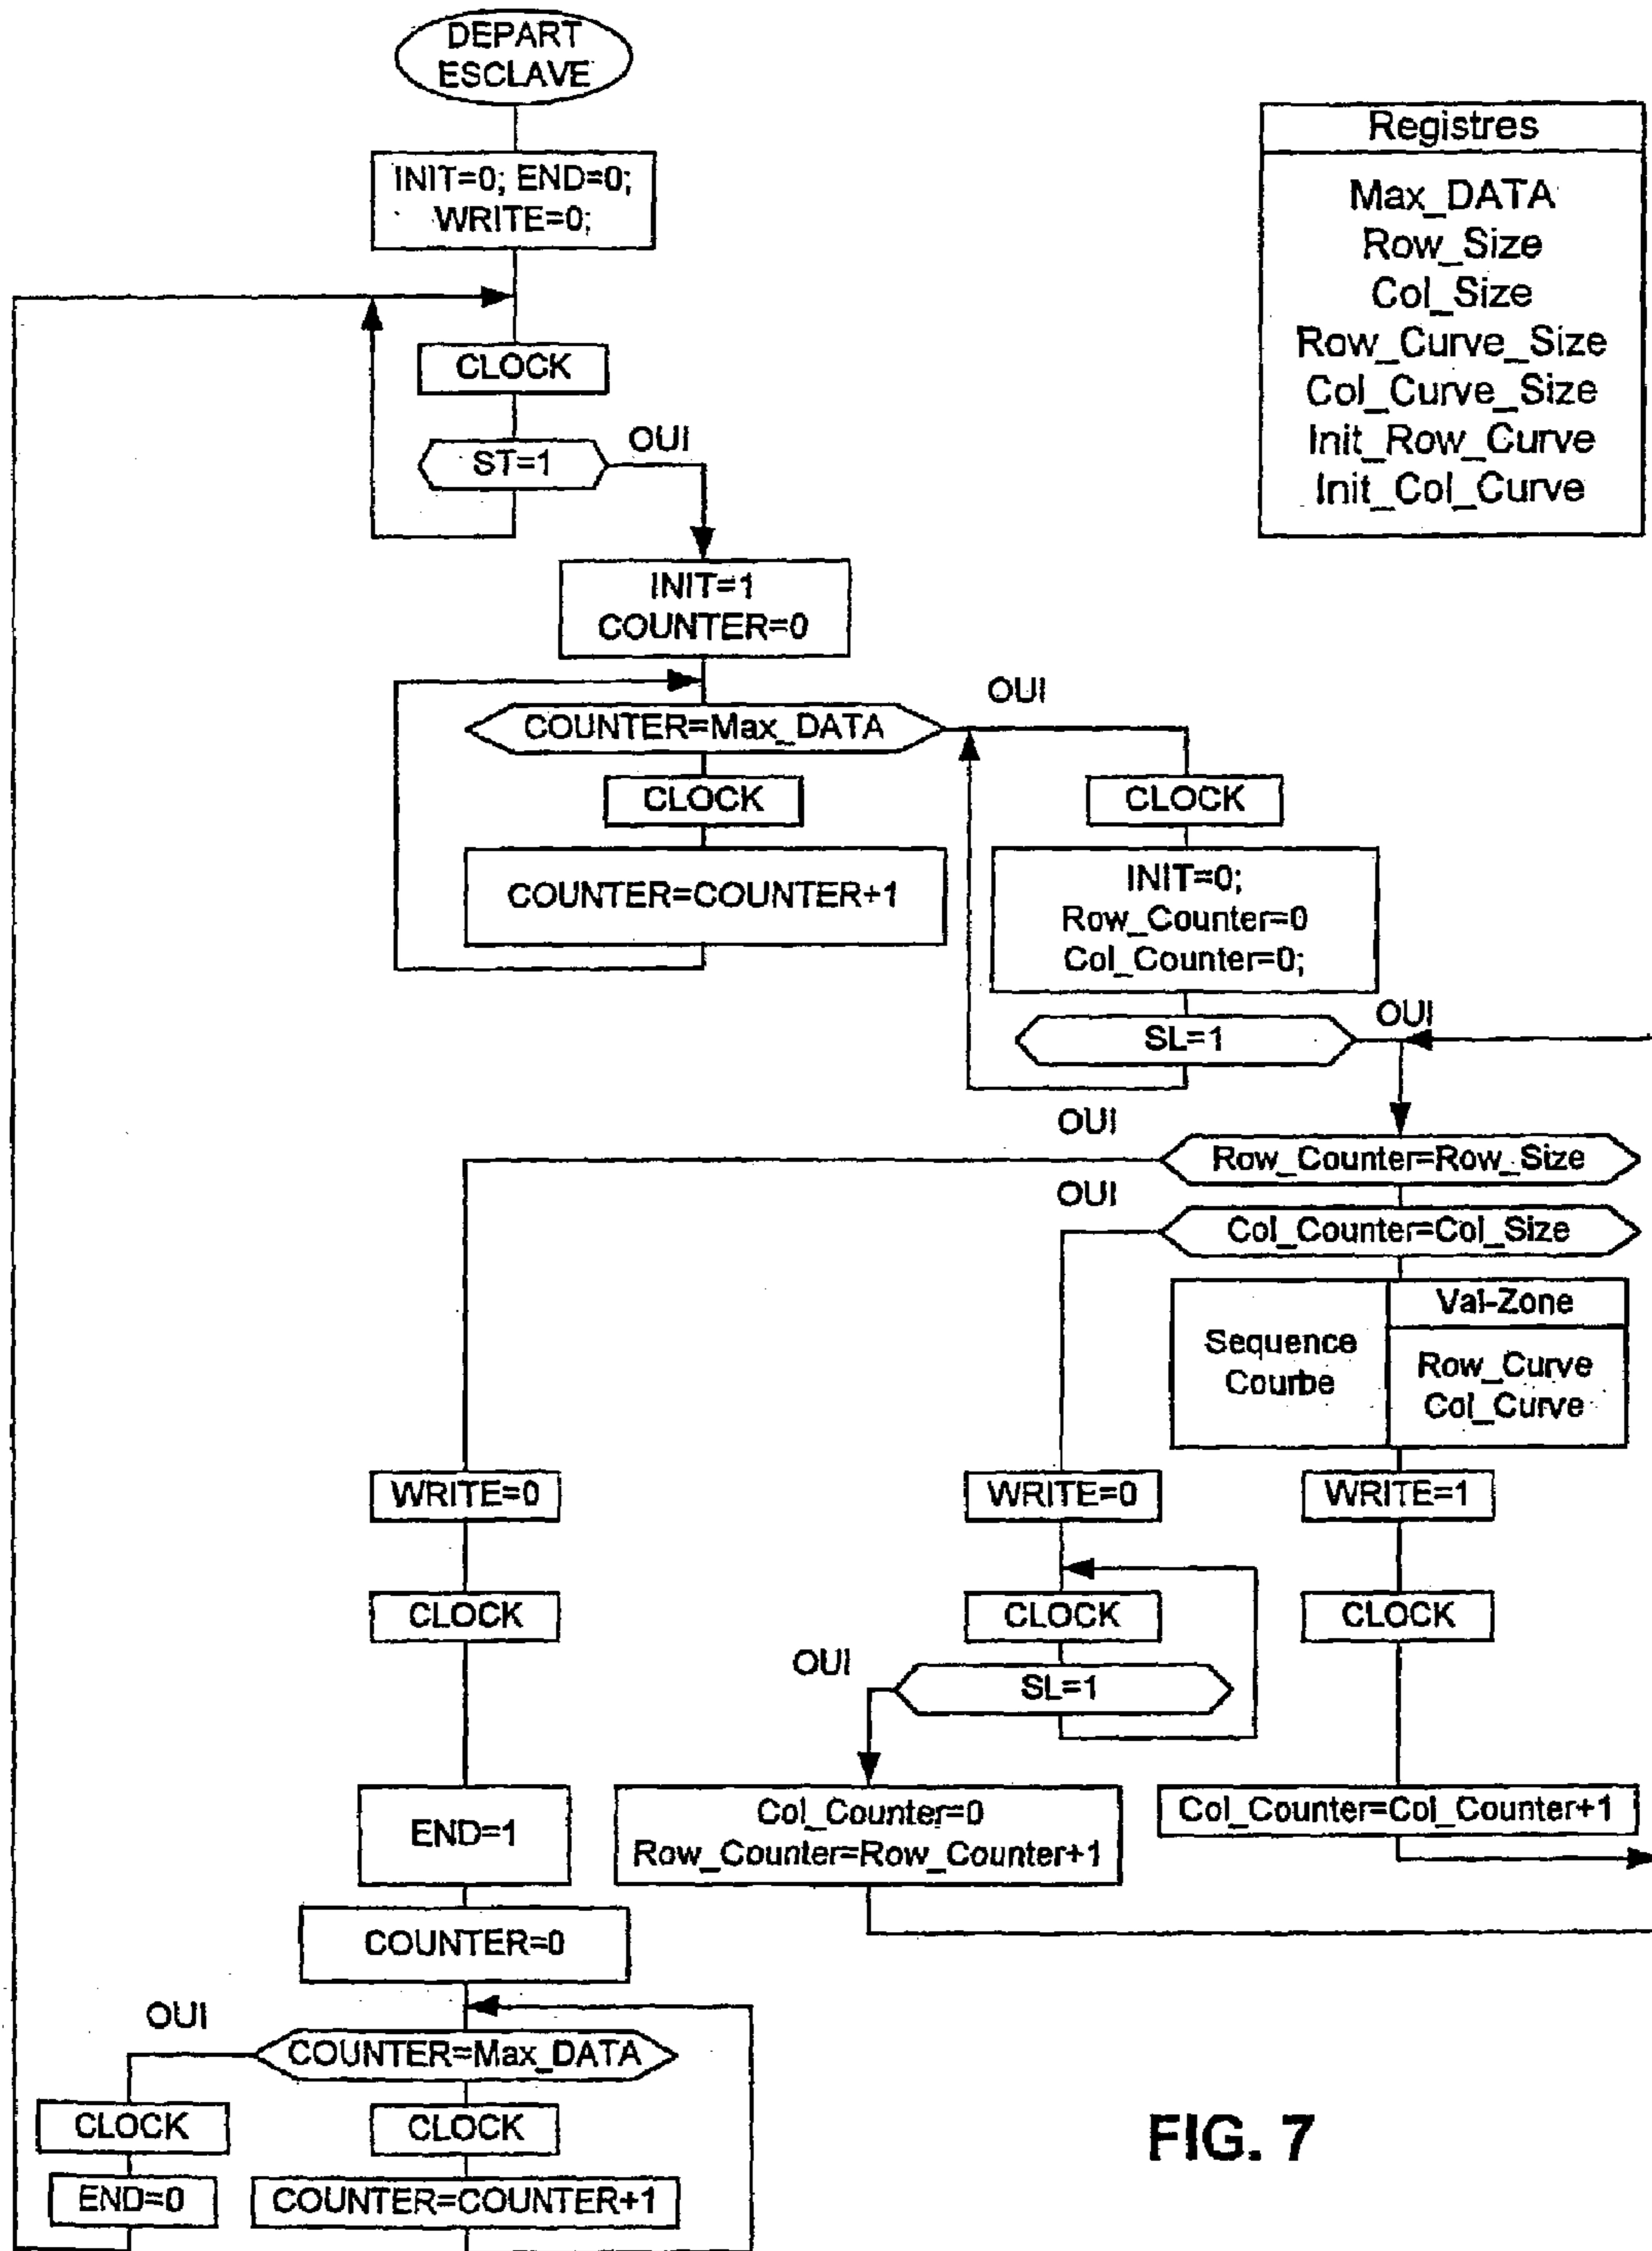 DEPART
ESCLAVE
INIT=0; END=0;
WRITE=0;
Registres
Max_DATA
Row_Size
Col_Size
Row_Curve_Size
Col_Curve_Size
Init_Row_Curve
Init_Col_Curve
CLOCK
OUI
ST=1
INIT=1
COUNTER=0
OUI
COUNTER=Max_DATA
CLOCK
CLOCK
COUNTER=COUNTER+1
INIT=0;
Row_Counter=0
Col_Counter=0;
OUI
SL=1
OUI
Row_Counter=Row_Size
OUI
Col_Counter=Col_Size
Sequence
Courbe
Val-Zone
Row_Curve
Col_Curve
WRITE=0
WRITE=0
WRITE=1
CLOCK
CLOCK
CLOCK
OUI
SL=1
END=1
Col_Counter=0
Row_Counter=Row_Counter+1
Col_Counter=Col_Counter+1
COUNTER=0
OUI
COUNTER=Max_DATA
CLOCK
CLOCK
END=0
COUNTER=COUNTER+1
FIG. 7